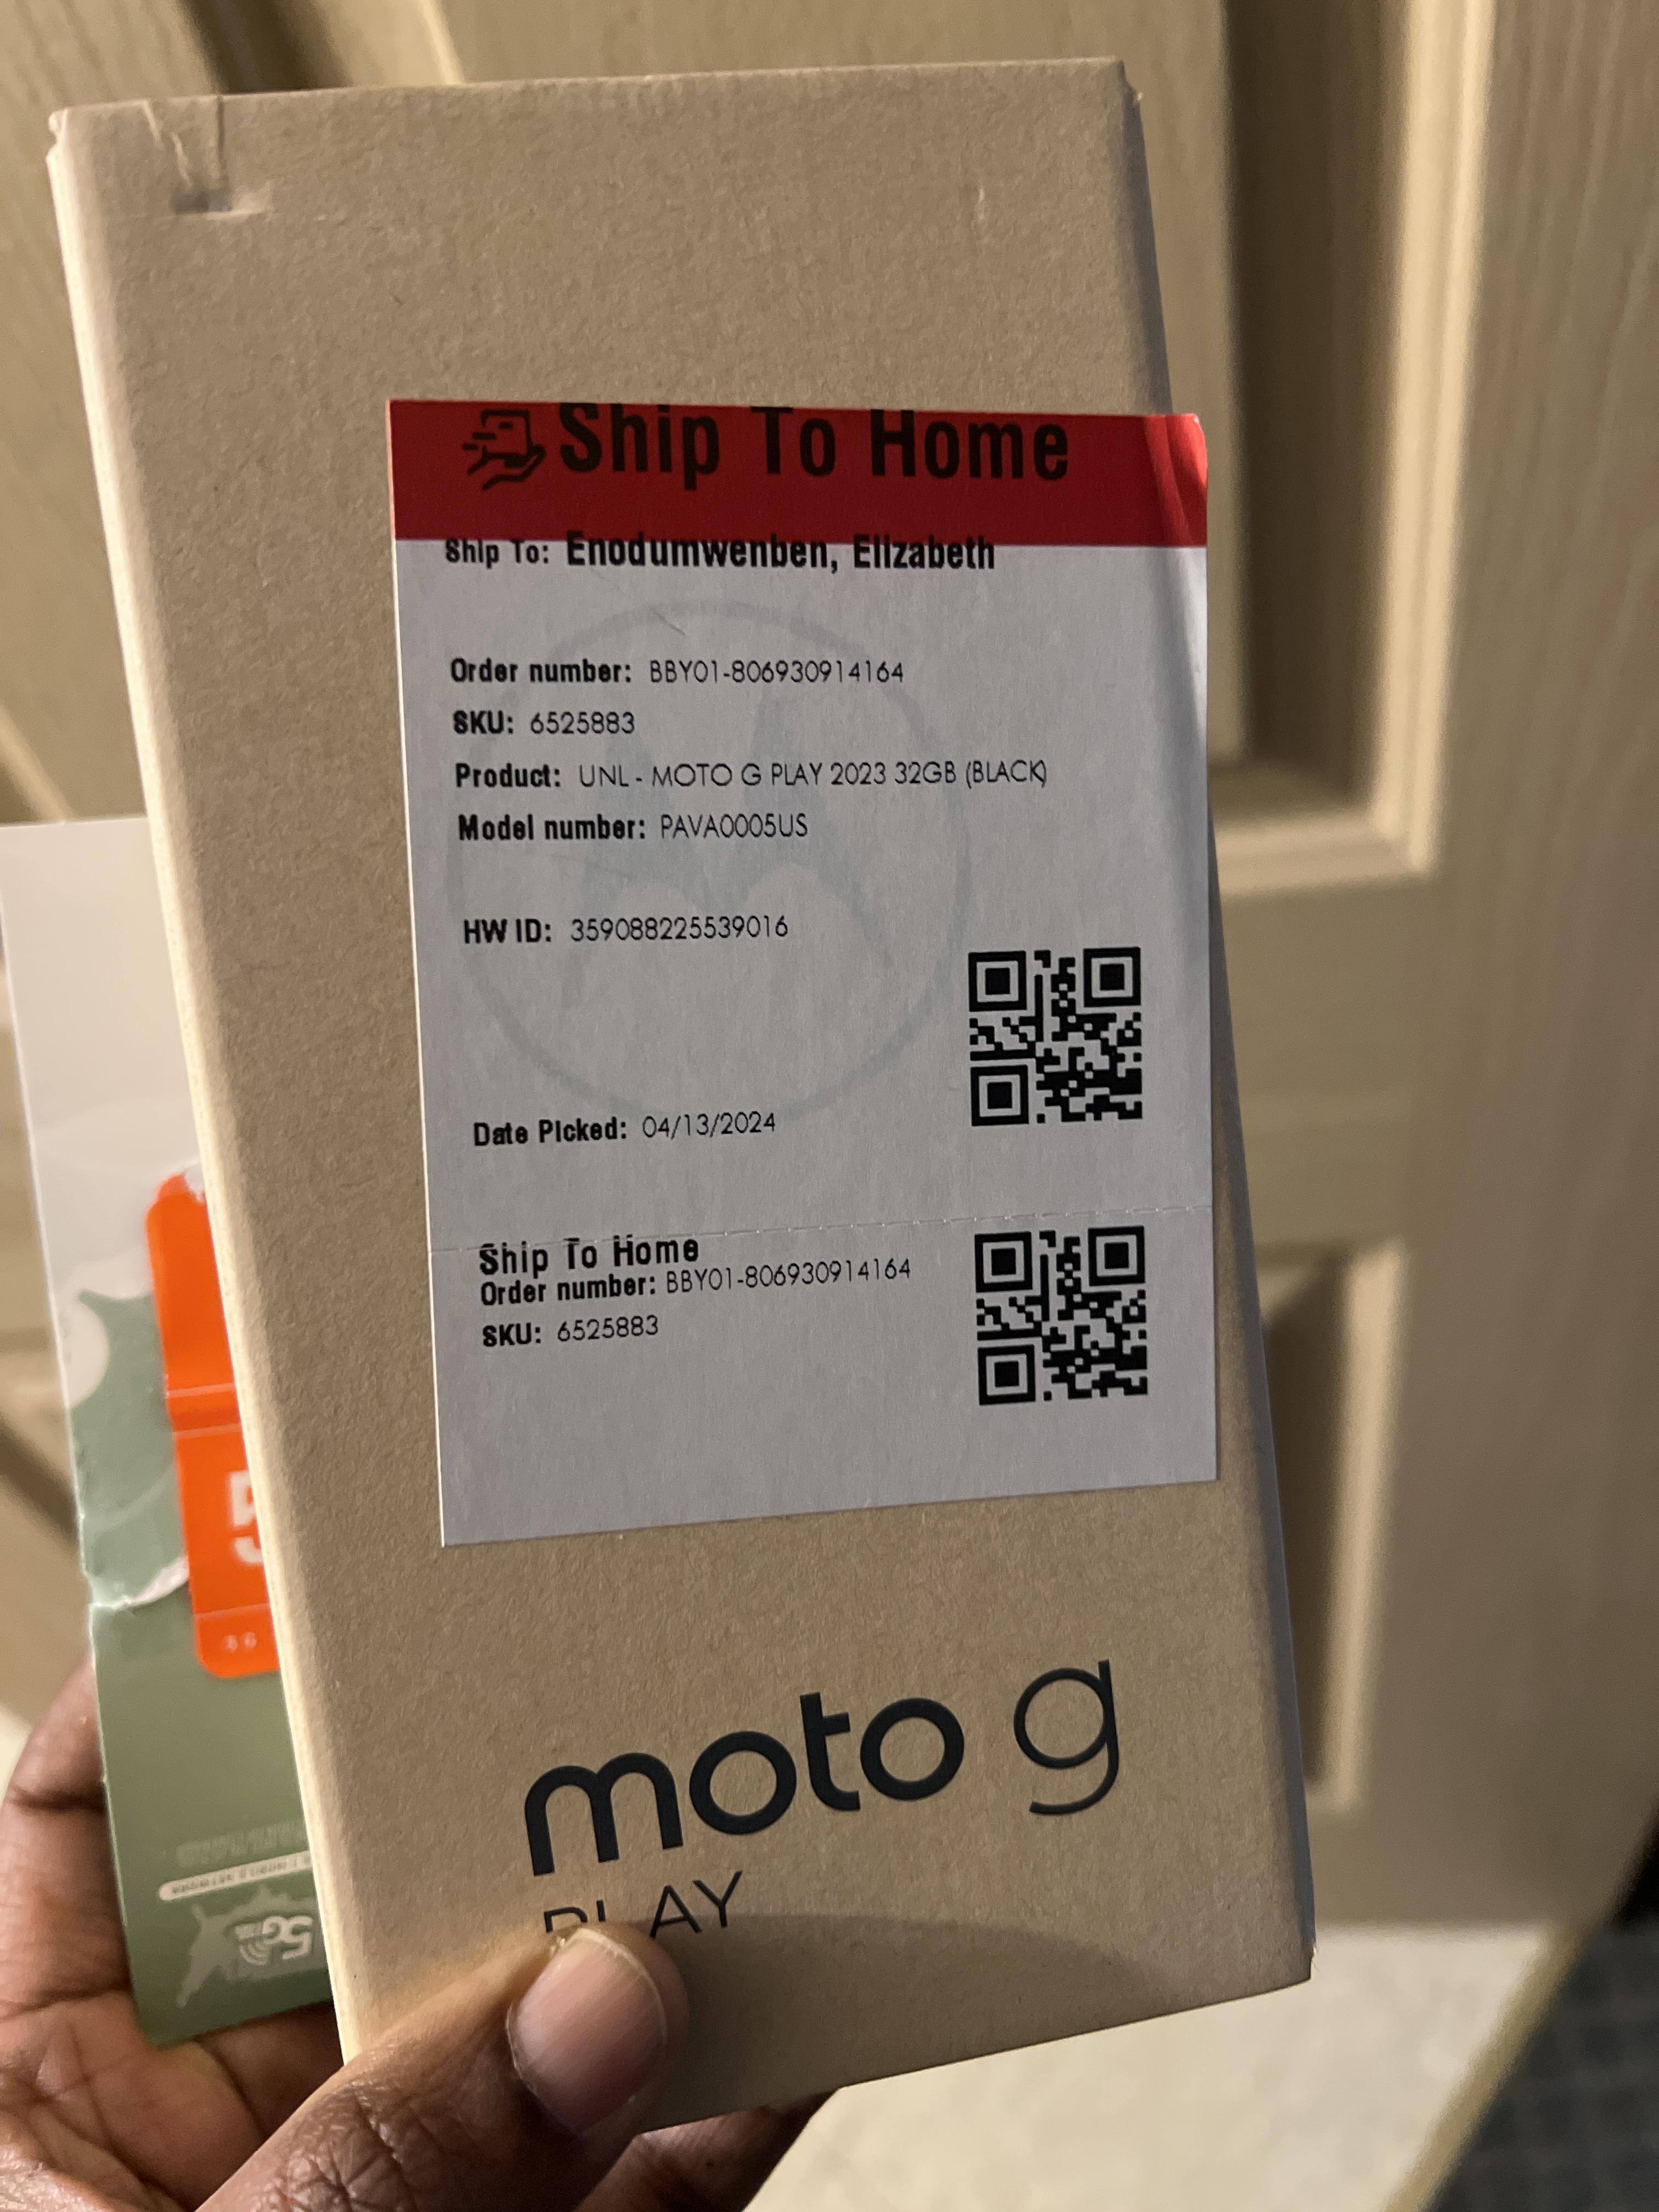 Ship To Home
Ship To: Enodumwenben, Elizabeth
Order number: BBY01-806930914164
SKU: 6525883
Product: UNL - MOTO G PLAY 2023 32GB (BLACK)
Model number: PAVA0005US
HW ID: 359088225539016
Date Picked: 04/13/2024
Ship To Home
Order number: BBY01-806930914164
SKU: 6525883
moto g
PLAY
5G